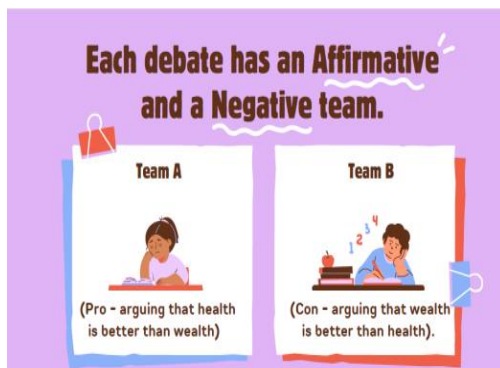 Each debate has an Affirmative
and a Negative team.
Team A
Team B
1 2 3 4
(Pro - arguing that health
is better than wealth)
(Con - arguing that wealth
is better than health).